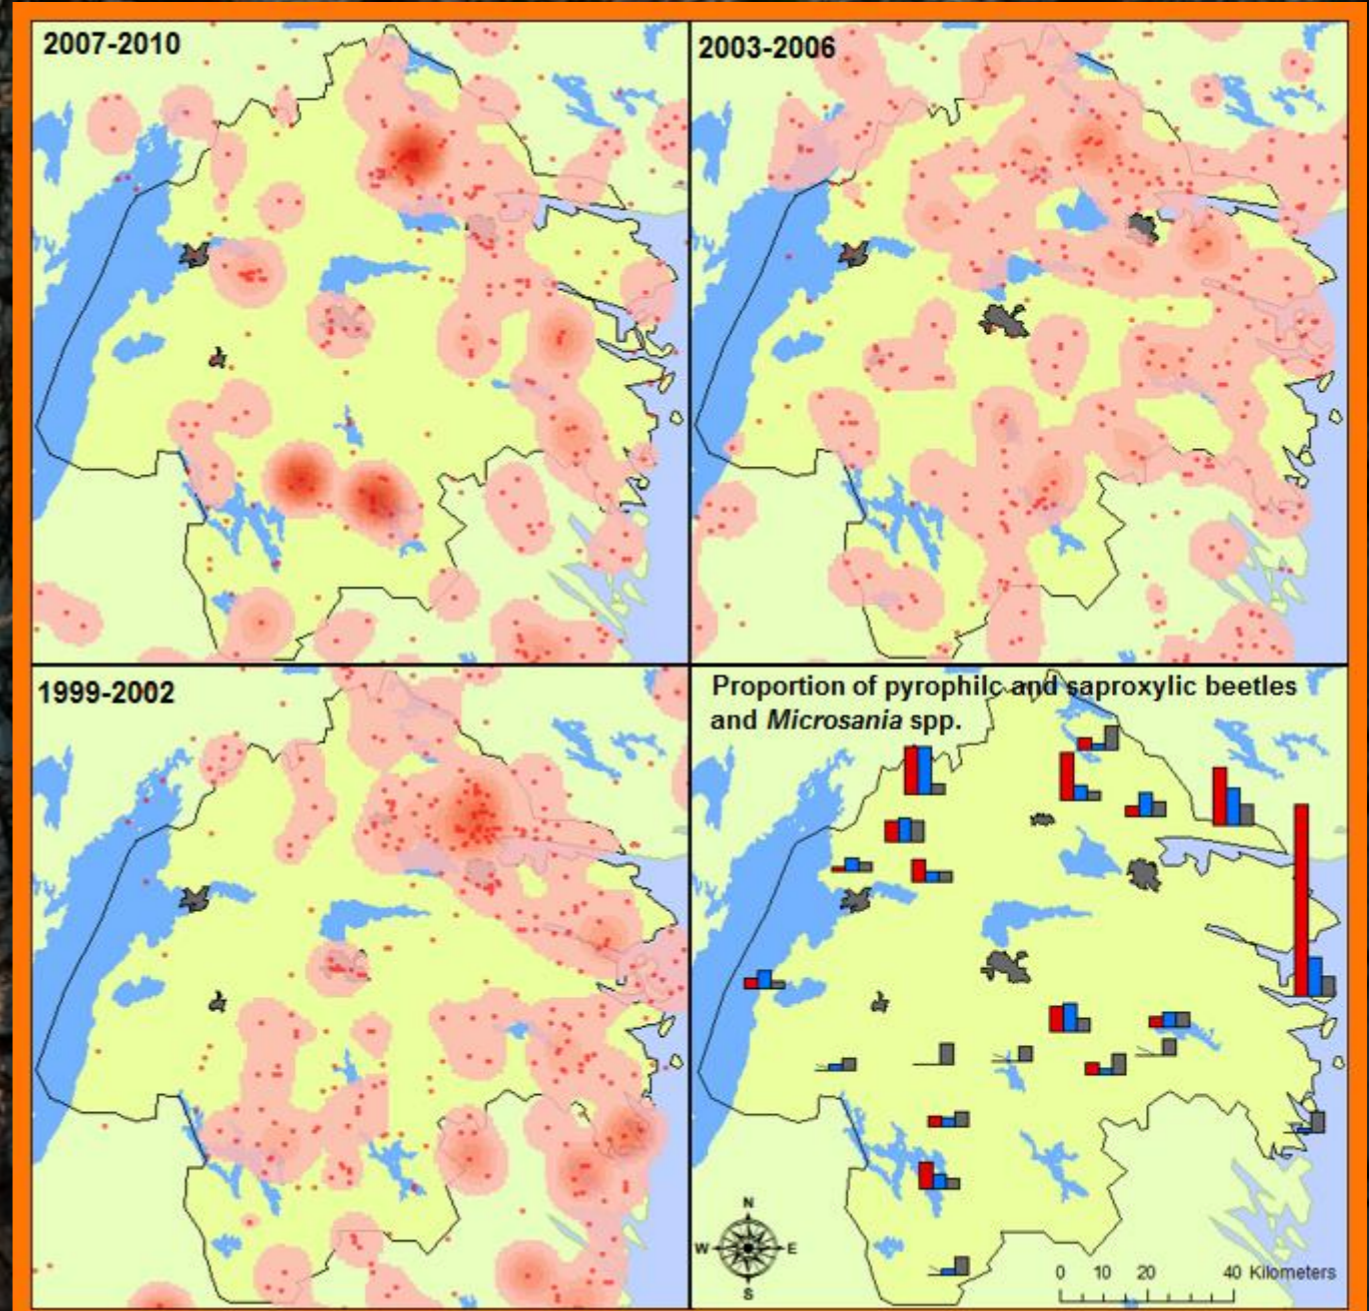 2007-2010
2003-2006
1999-2002
Proportion of pyrophilc and saproxylic beetles
and Microsania spp.
N
W E
S
0 10 20 40 Kilometers